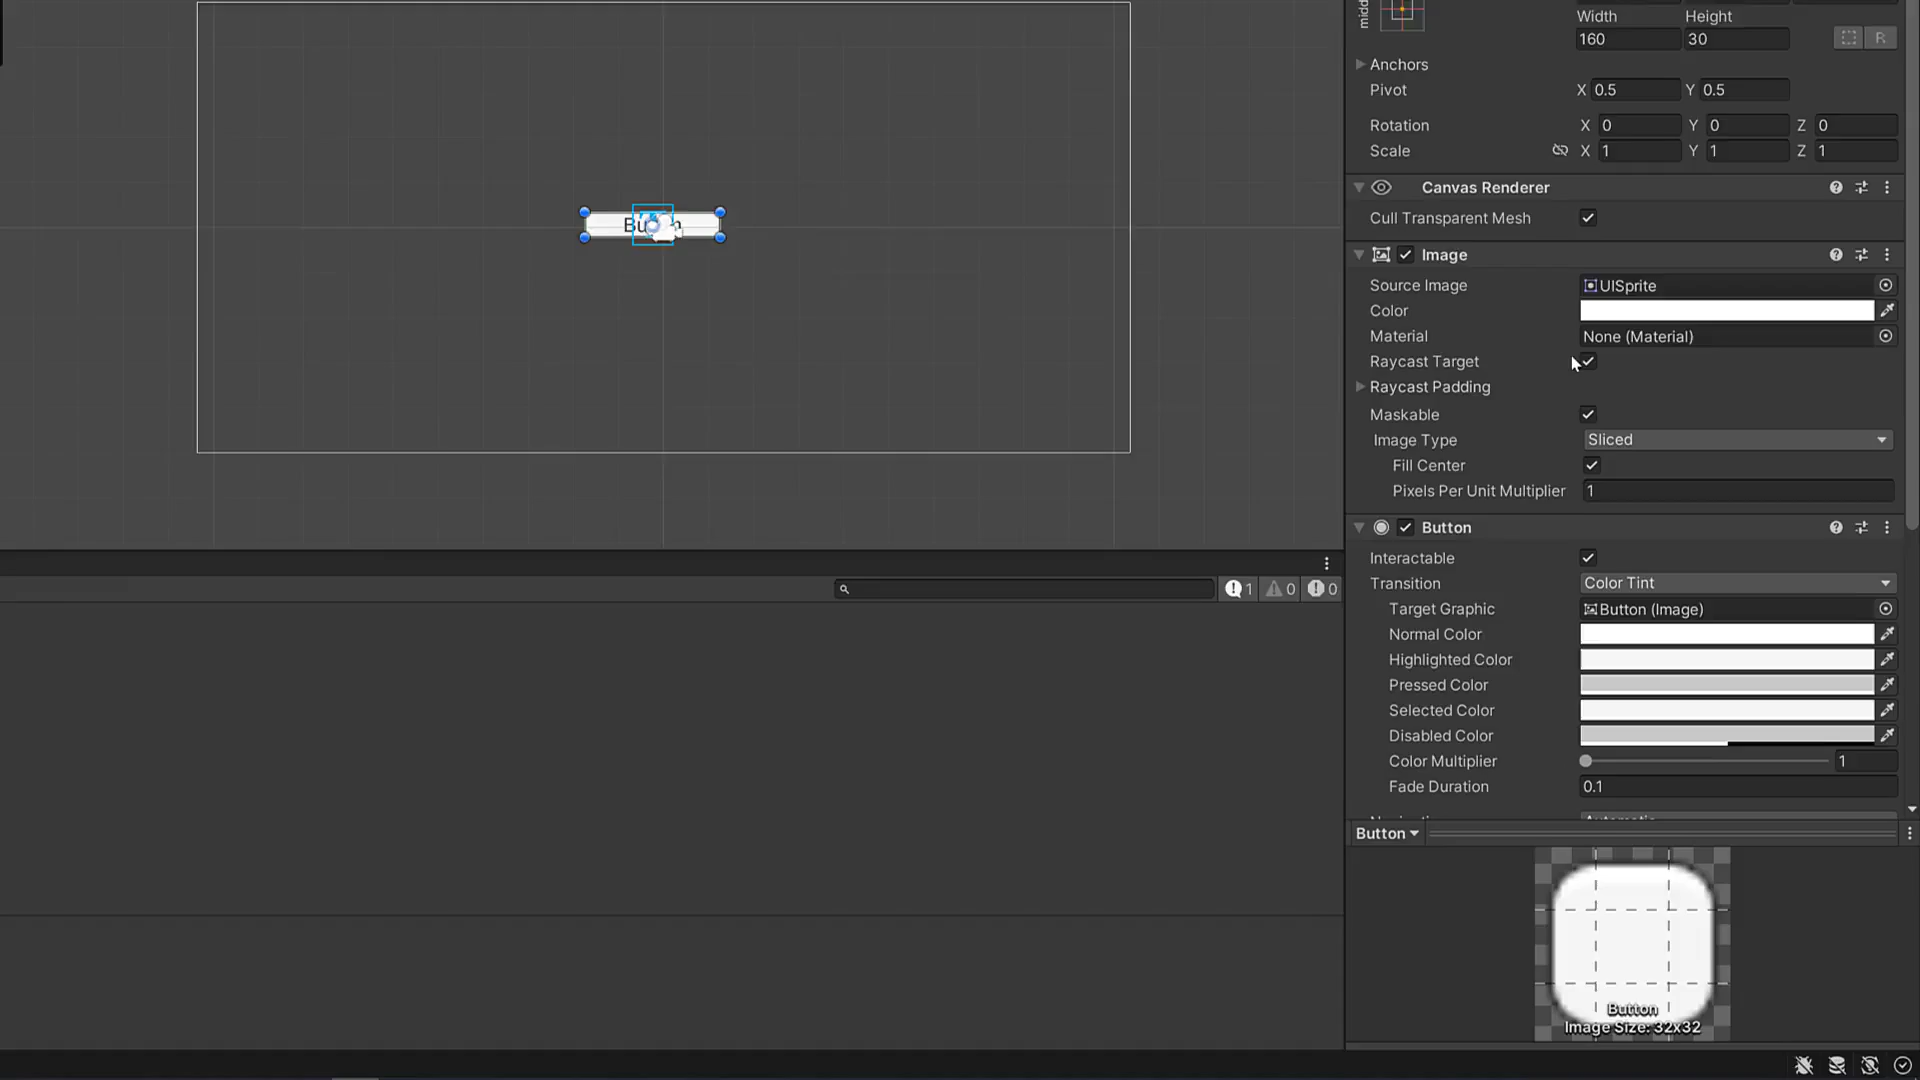 midd
Width Height
160 30
R
Anchors
Pivot X 0.5 Y 0.5
Rotation X 0 Y 0 Z 0
Scale X 1 Y 1 Z 1
Canvas Renderer
Cull Transparent Mesh
Image
Source Image UISprite
Color
Material None (Material)
Raycast Target
Raycast Padding
Maskable
Image Type Sliced
Fill Center
Pixels Per Unit Multiplier 1
Button
Interactable
Transition Color Tint
Target Graphic Button (Image)
Normal Color
Highlighted Color
Pressed Color
Selected Color
Disabled Color
Color Multiplier 1
Fade Duration 0.1
Button
Button
Image Size: 32x32
1 0 0